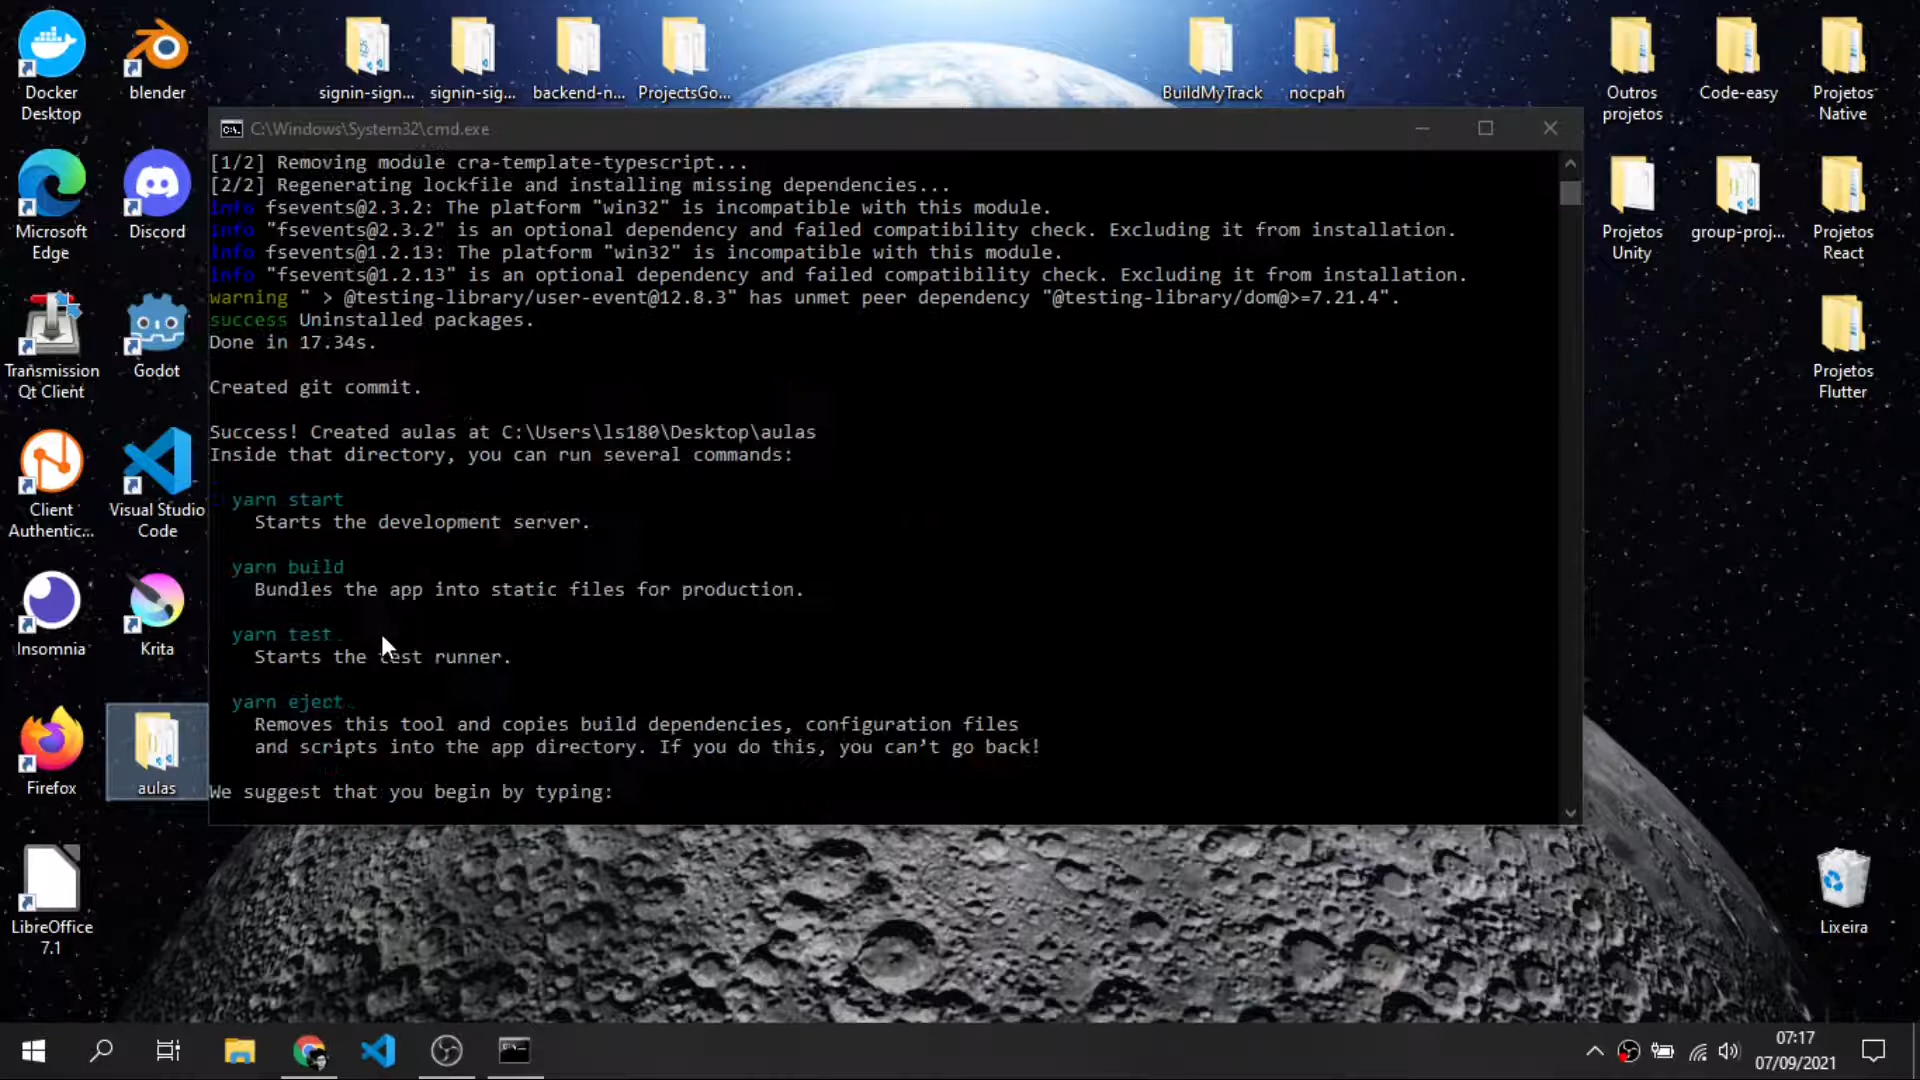 Docker
Desktop
blender
signin-sign...
signin-sig...
backend-n...
ProjectsGo...
BuildMyTrack
nocpah
Outros
projetos
Code-easy
Projetos
Native
C:\Windows\System32\cmd.exe
[1/2] Removing module cra-template-typescript...
[2/2] Regenerating lockfile and installing missing dependencies...
info fsevents@2.3.2: The platform "win32" is incompatible with this module.
info "fsevents@2.3.2" is an optional dependency and failed compatibility check. Excluding it from installation.
info fsevents@1.2.13: The platform "win32" is incompatible with this module.
info "fsevents@1.2.13" is an optional dependency and failed compatibility check. Excluding it from installation.
warning " > @testing-library/user-event@12.8.3" has unmet peer dependency "@testing-library/dom@>=7.21.4".
success Uninstalled packages.
Done in 17.34s.
Created git commit.
Success! Created aulas at C:\Users\ls180\Desktop\aulas
Inside that directory, you can run several commands:
yarn start
Starts the development server.
yarn build
Bundles the app into static files for production.
yarn test
Starts the test runner.
yarn eject
Removes this tool and copies build dependencies, configuration files
and scripts into the app directory. If you do this, you can't go back!
We suggest that you begin by typing:
Microsoft
Edge
Discord
Transmission
Qt Client
Godot
Client
Authentic...
Visual Studio
Code
Insomnia
Krita
Firefox
aulas
LibreOffice
7.1
Projetos
Unity
group-proj...
Projetos
React
Projetos
Flutter
Lixeira
07:17
07/09/2021